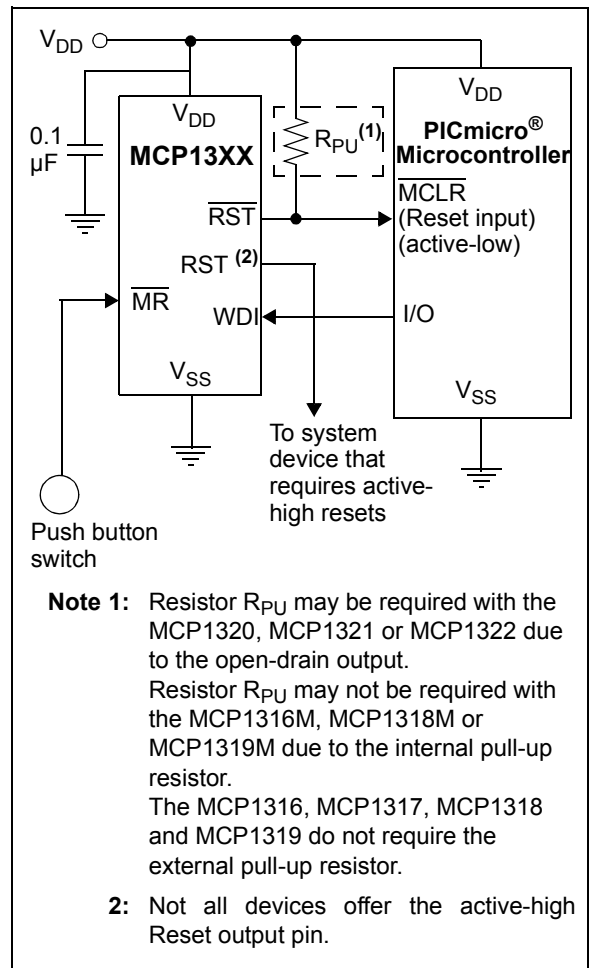 VDD
VDD
VDD
0.1
µF
MCP13XX
RPU(1)
PICmicro®
Microcontroller
RST
MCLR
(Reset input)
(active-low)
RST (2)
MR
WDI
I/O
VSS
VSS
To system
device that
requires active-
high resets
Push button
switch
Note 1: Resistor RPU may be required with the
MCP1320, MCP1321 or MCP1322 due
to the open-drain output.
Resistor RPU may not be required with
the MCP1316M, MCP1318M or
MCP1319M due to the internal pull-up
resistor.
The MCP1316, MCP1317, MCP1318
and MCP1319 do not require the
external pull-up resistor.
2: Not all devices offer the active-high
Reset output pin.